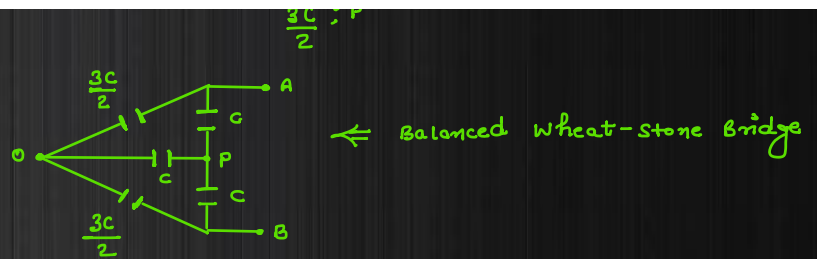 3C/2 ; P
3C/2
A
C
O
P
C
C
3C/2
B
⇐ Balanced Wheat-Stone Bridge